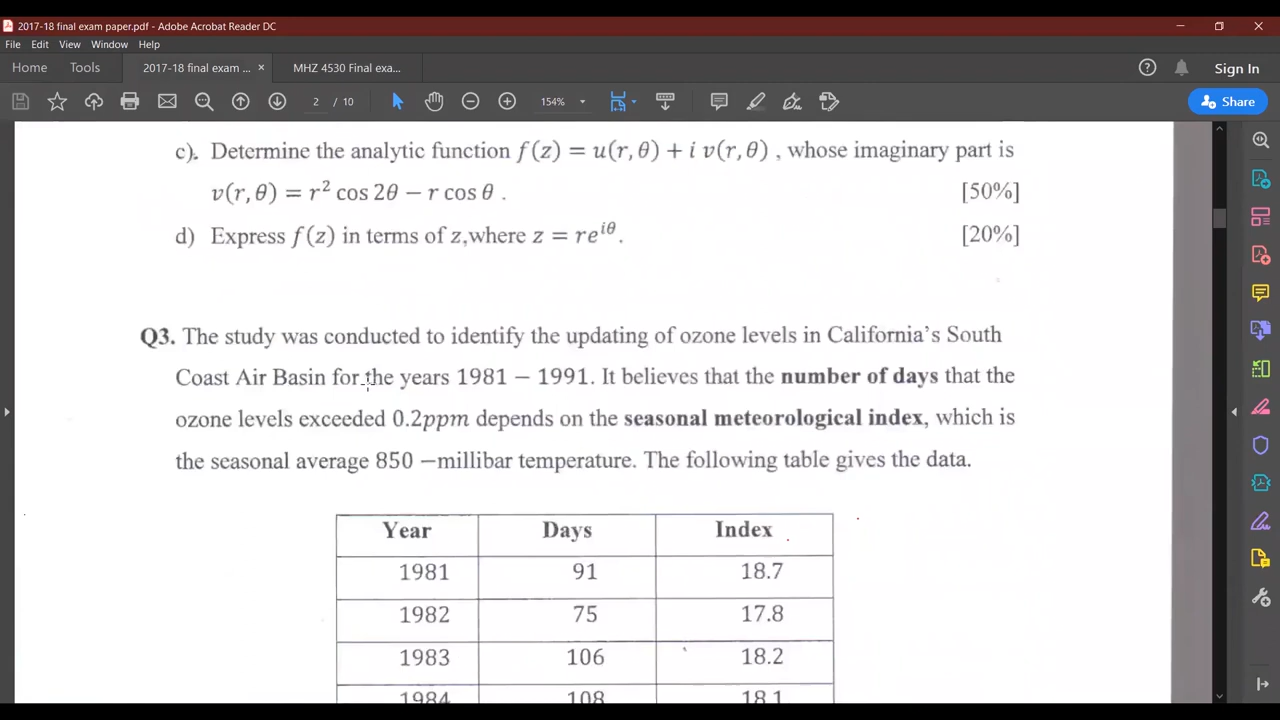 2017-18 final exam paper.pdf - Adobe Acrobat Reader DC
File Edit View Window Help
Home Tools 2017-18 final exam ... × MHZ 4530 Final exa... Sign In
2 / 10 154% Share
c). Determine the analytic function f(z) = u(r, θ) + i v(r, θ) , whose imaginary part is
v(r, θ) = r² cos 2θ − r cos θ . [50%]
d) Express f(z) in terms of z,where z = re^{iθ}. [20%]
Q3. The study was conducted to identify the updating of ozone levels in California's South
Coast Air Basin for the years 1981 − 1991. It believes that the number of days that the
ozone levels exceeded 0.2ppm depends on the seasonal meteorological index, which is
the seasonal average 850 −millibar temperature. The following table gives the data.
Year Days Index
1981 91 18.7
1982 75 17.8
1983 106 18.2
1984 108 18.1